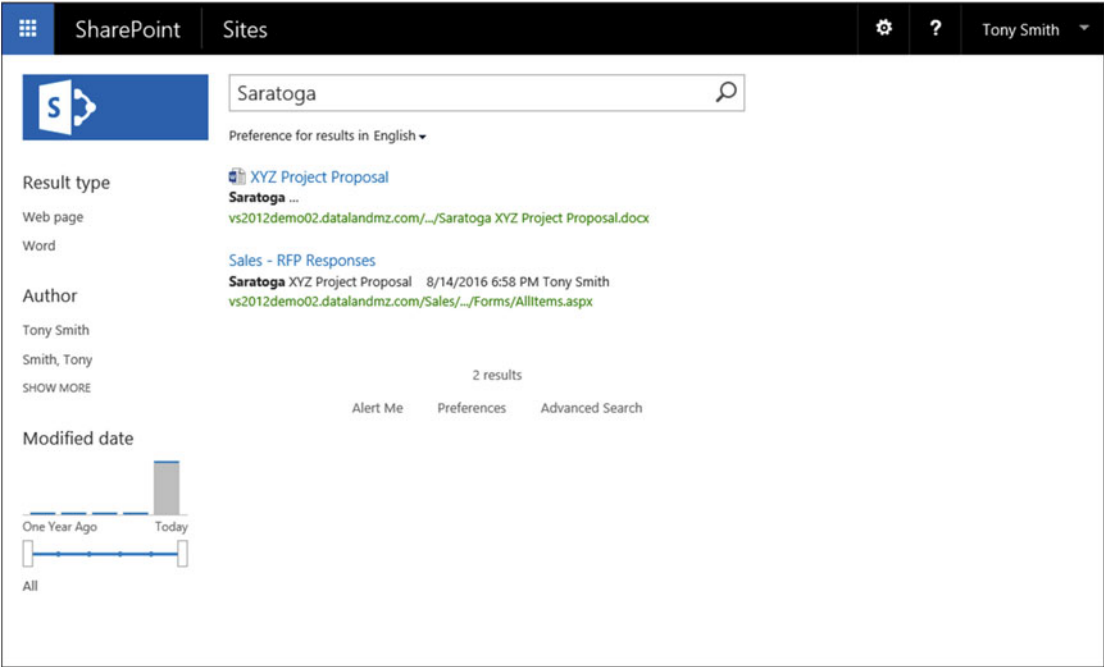 SharePoint Sites ? Tony Smith
S
Saratoga
Preference for results in English
Result type
Web page
Word
Author
Tony Smith
Smith, Tony
SHOW MORE
Modified date
One Year Ago Today
All
XYZ Project Proposal
Saratoga ...
vs2012demo02.datalandmz.com/.../Saratoga XYZ Project Proposal.docx
Sales - RFP Responses
Saratoga XYZ Project Proposal 8/14/2016 6:58 PM Tony Smith
vs2012demo02.datalandmz.com/Sales/.../Forms/AllItems.aspx
2 results
Alert Me Preferences Advanced Search